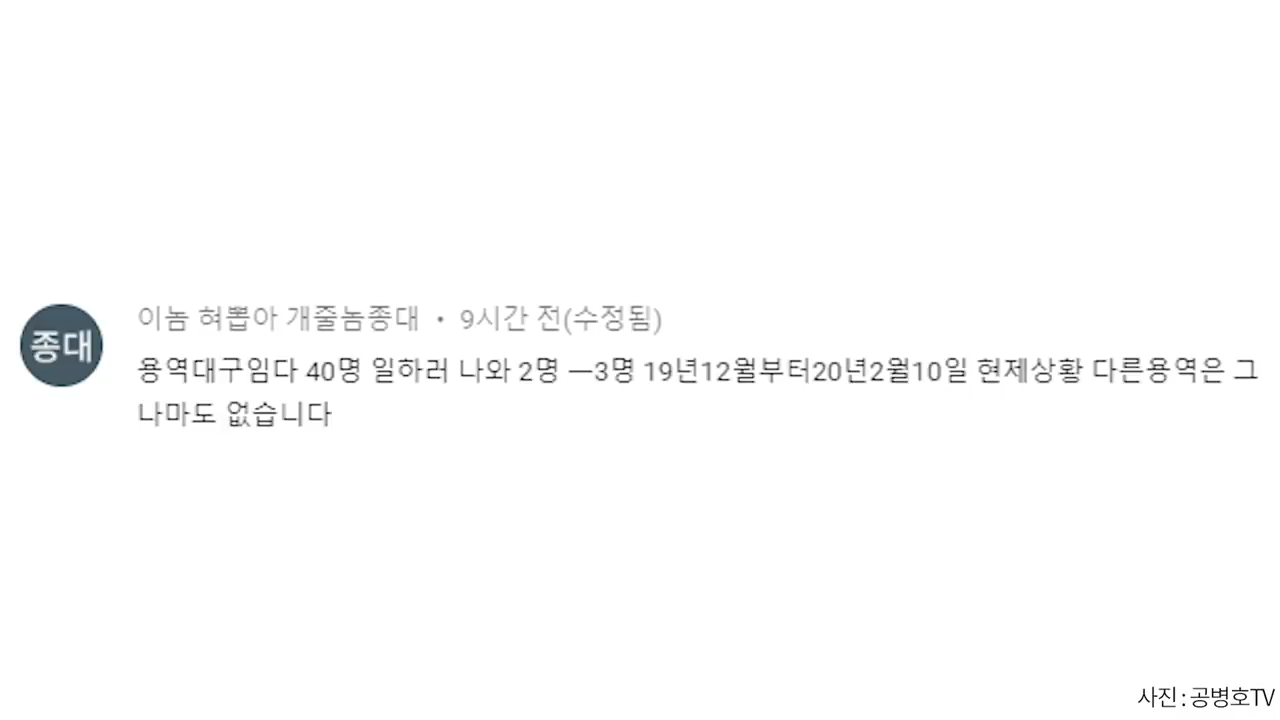 종대
이놈 혀뽑아 개줄놈종대 • 9시간 전(수정됨)
용역대구임다 40명 일하러 나와 2명 ㅡ3명 19년12월부터20년2월10일 현제상황 다른용역은 그
나마도 없습니다
사진 : 공병호TV